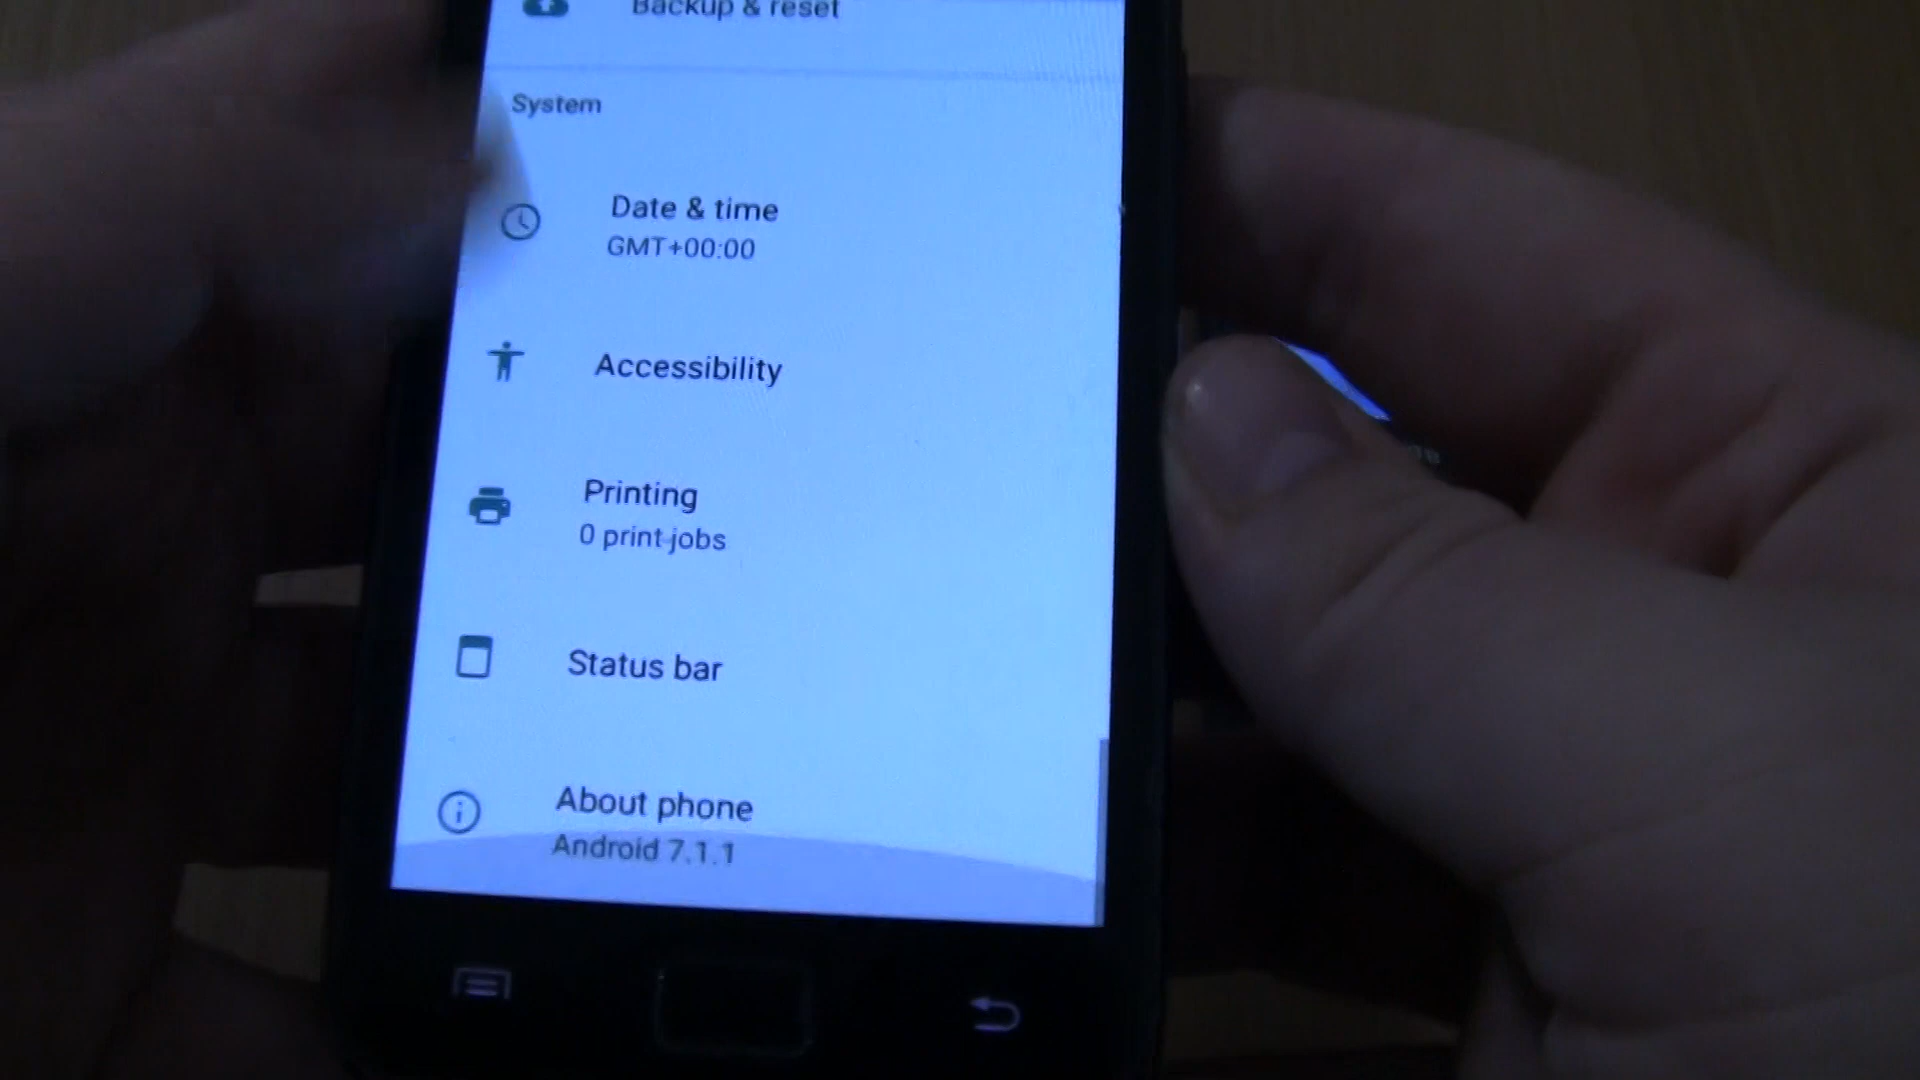 Backup & reset
System
Date & time
GMT+00:00
Accessibility
Printing
0 print jobs
Status bar
About phone
Android 7.1.1